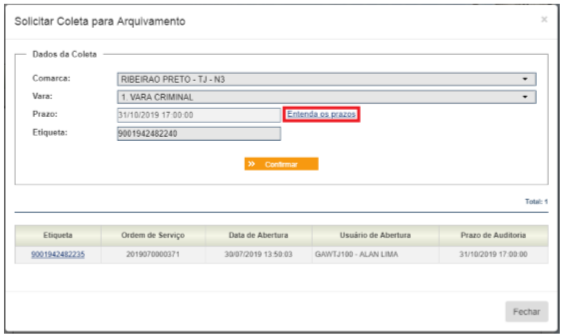 Solicitar Coleta para Arquivamento ×
Dados da Coleta
Comarca: RIBEIRAO PRETO - TJ - N3
Vara: 1. VARA CRIMINAL
Prazo: 31/10/2019 17:00:00 Entenda os prazos
Etiqueta: 9001942482240
» Confirmar
Total: 1
Etiqueta Ordem de Serviço Data de Abertura Usuário de Abertura Prazo de Auditoria
9001942482235 2019070000371 30/07/2019 13:50:03 GAWTJ100 - ALAN LIMA 31/10/2019 17:00:00
Fechar